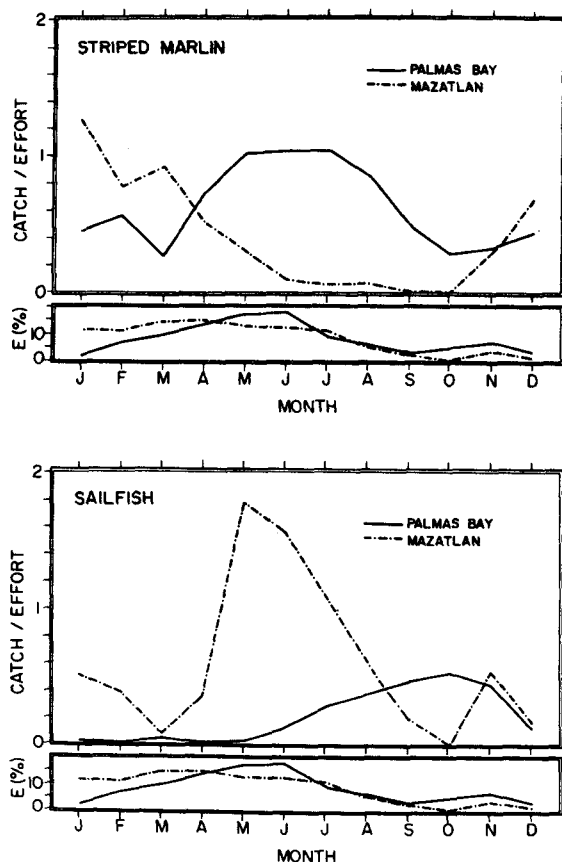 STRIPED MARLIN
PALMAS BAY
MAZATLAN
CATCH / EFFORT
2
1
0
E (%)
10
0
J F M A M J J A S O N D
MONTH
SAILFISH
PALMAS BAY
MAZATLAN
CATCH / EFFORT
2
1
0
E (%)
10
0
J F M A M J J A S O N D
MONTH